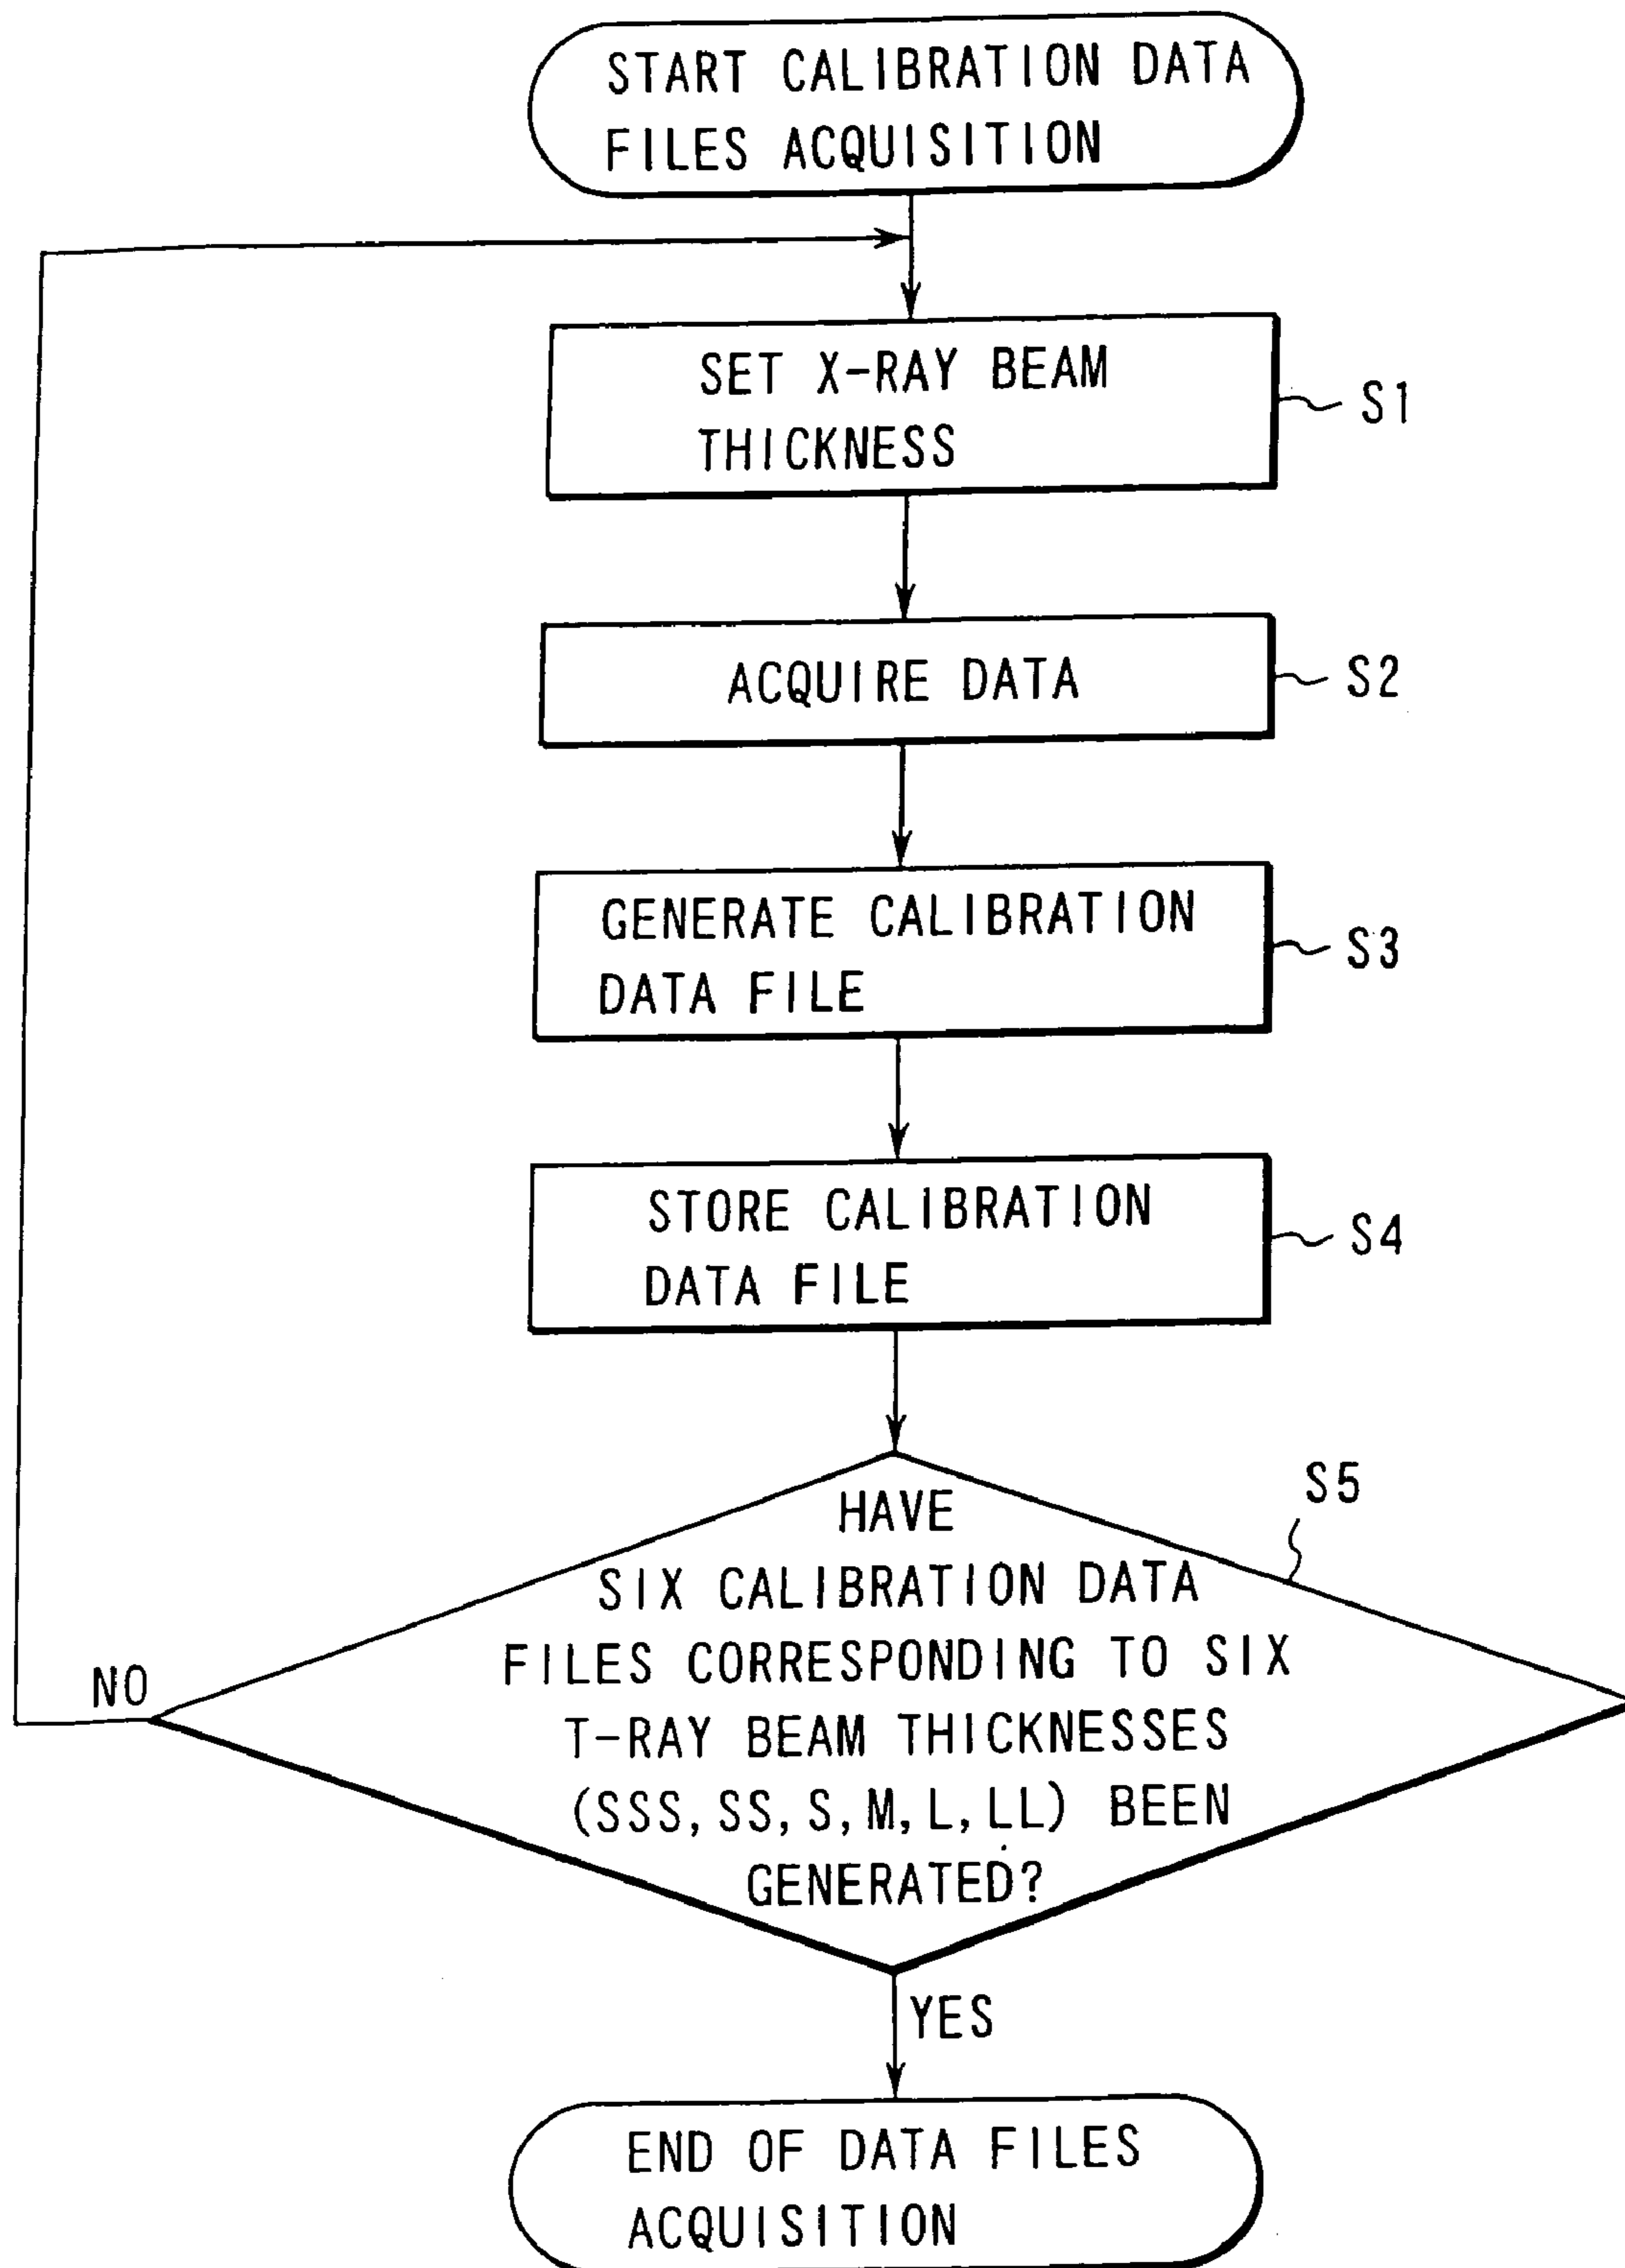 START CALIBRATION DATA
FILES ACQUISITION
SET X-RAY BEAM
THICKNESS
S1
ACQUIRE DATA
S2
GENERATE CALIBRATION
DATA FILE
S3
STORE CALIBRATION
DATA FILE
S4
S5
HAVE
SIX CALIBRATION DATA
FILES CORRESPONDING TO SIX
T-RAY BEAM THICKNESSES
(SSS, SS, S, M, L, LL) BEEN
GENERATED?
NO
YES
END OF DATA FILES
ACQUISITION